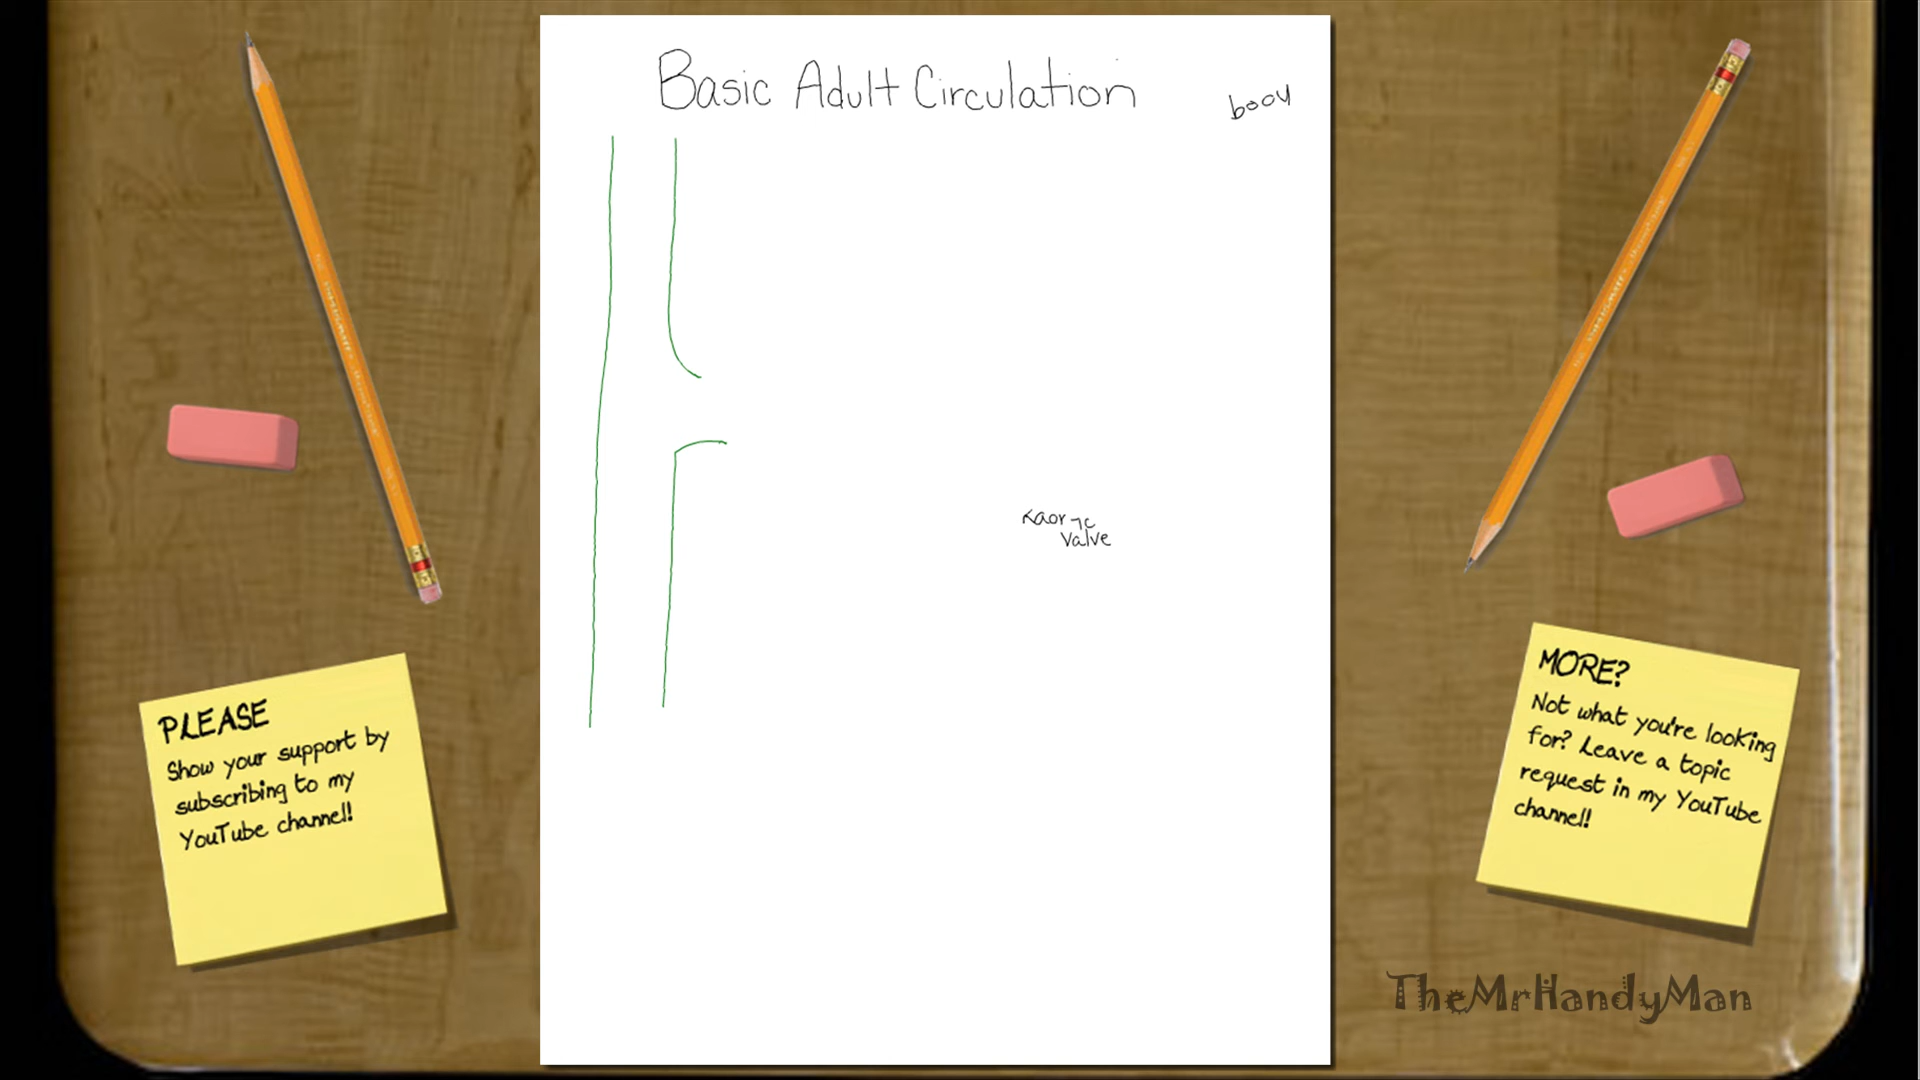 Basic Adult Circulation
valve
PLEASE
Show your support by
subscribing to my
YouTube channel!
MORE?
Not what you're looking
for? Leave a topic
request in my YouTube
channel!
TheMrHandyMan